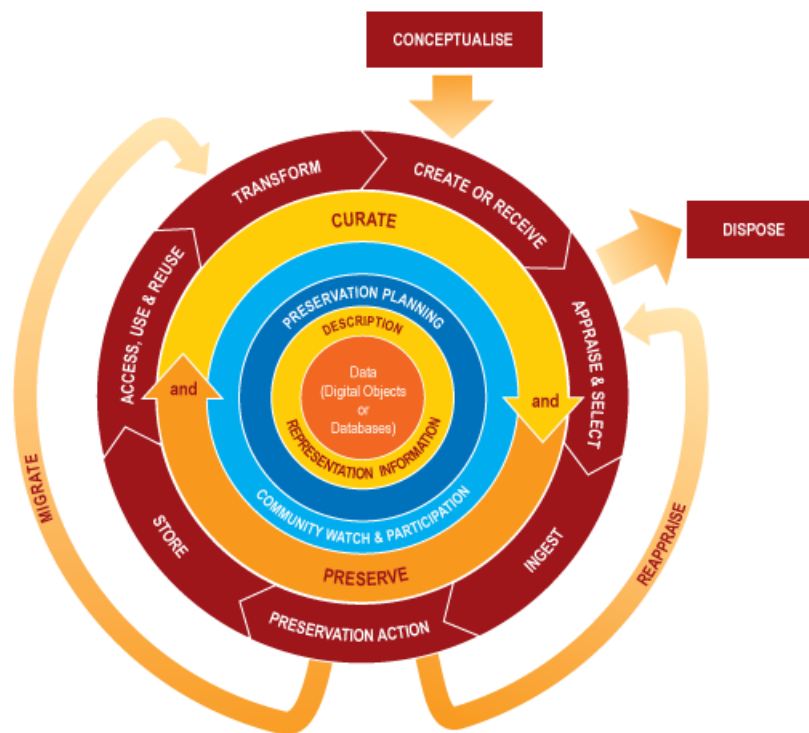 CONCEPTUALISE
CREATE OR RECEIVE
DISPOSE
APPRAISE & SELECT
REAPPRAISE
INGEST
PRESERVATION ACTION
STORE
MIGRATE
ACCESS, USE & REUSE
TRANSFORM
CURATE
and
PRESERVE
and
COMMUNITY WATCH & PARTICIPATION
PRESERVATION PLANNING
DESCRIPTION
REPRESENTATION INFORMATION
Data
(Digital Objects
or
Databases)